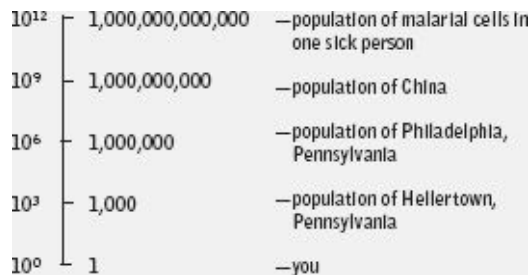 10¹² 1,000,000,000,000 —population of malarial cells in
one sick person
10⁹ 1,000,000,000 —population of China
10⁶ 1,000,000 —population of Philadelphia,
Pennsylvania
10³ 1,000 —population of Hellertown,
Pennsylvania
10⁰ 1 —you